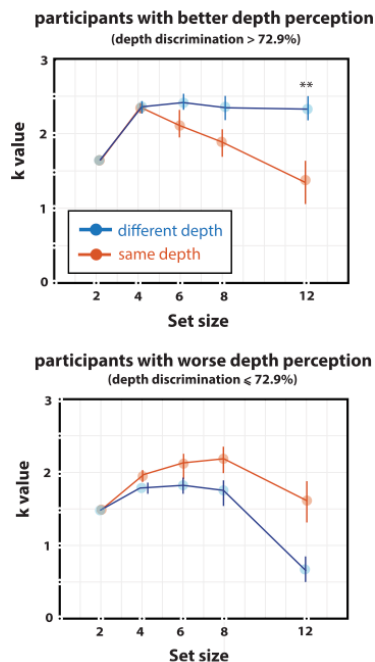 participants with better depth perception
(depth discrimination > 72.9%)
3
**
2
k value
1
different depth
same depth
0
2 4 6 8 12
Set size
participants with worse depth perception
(depth discrimination ⩽ 72.9%)
3
2
k value
1
0
2 4 6 8 12
Set size